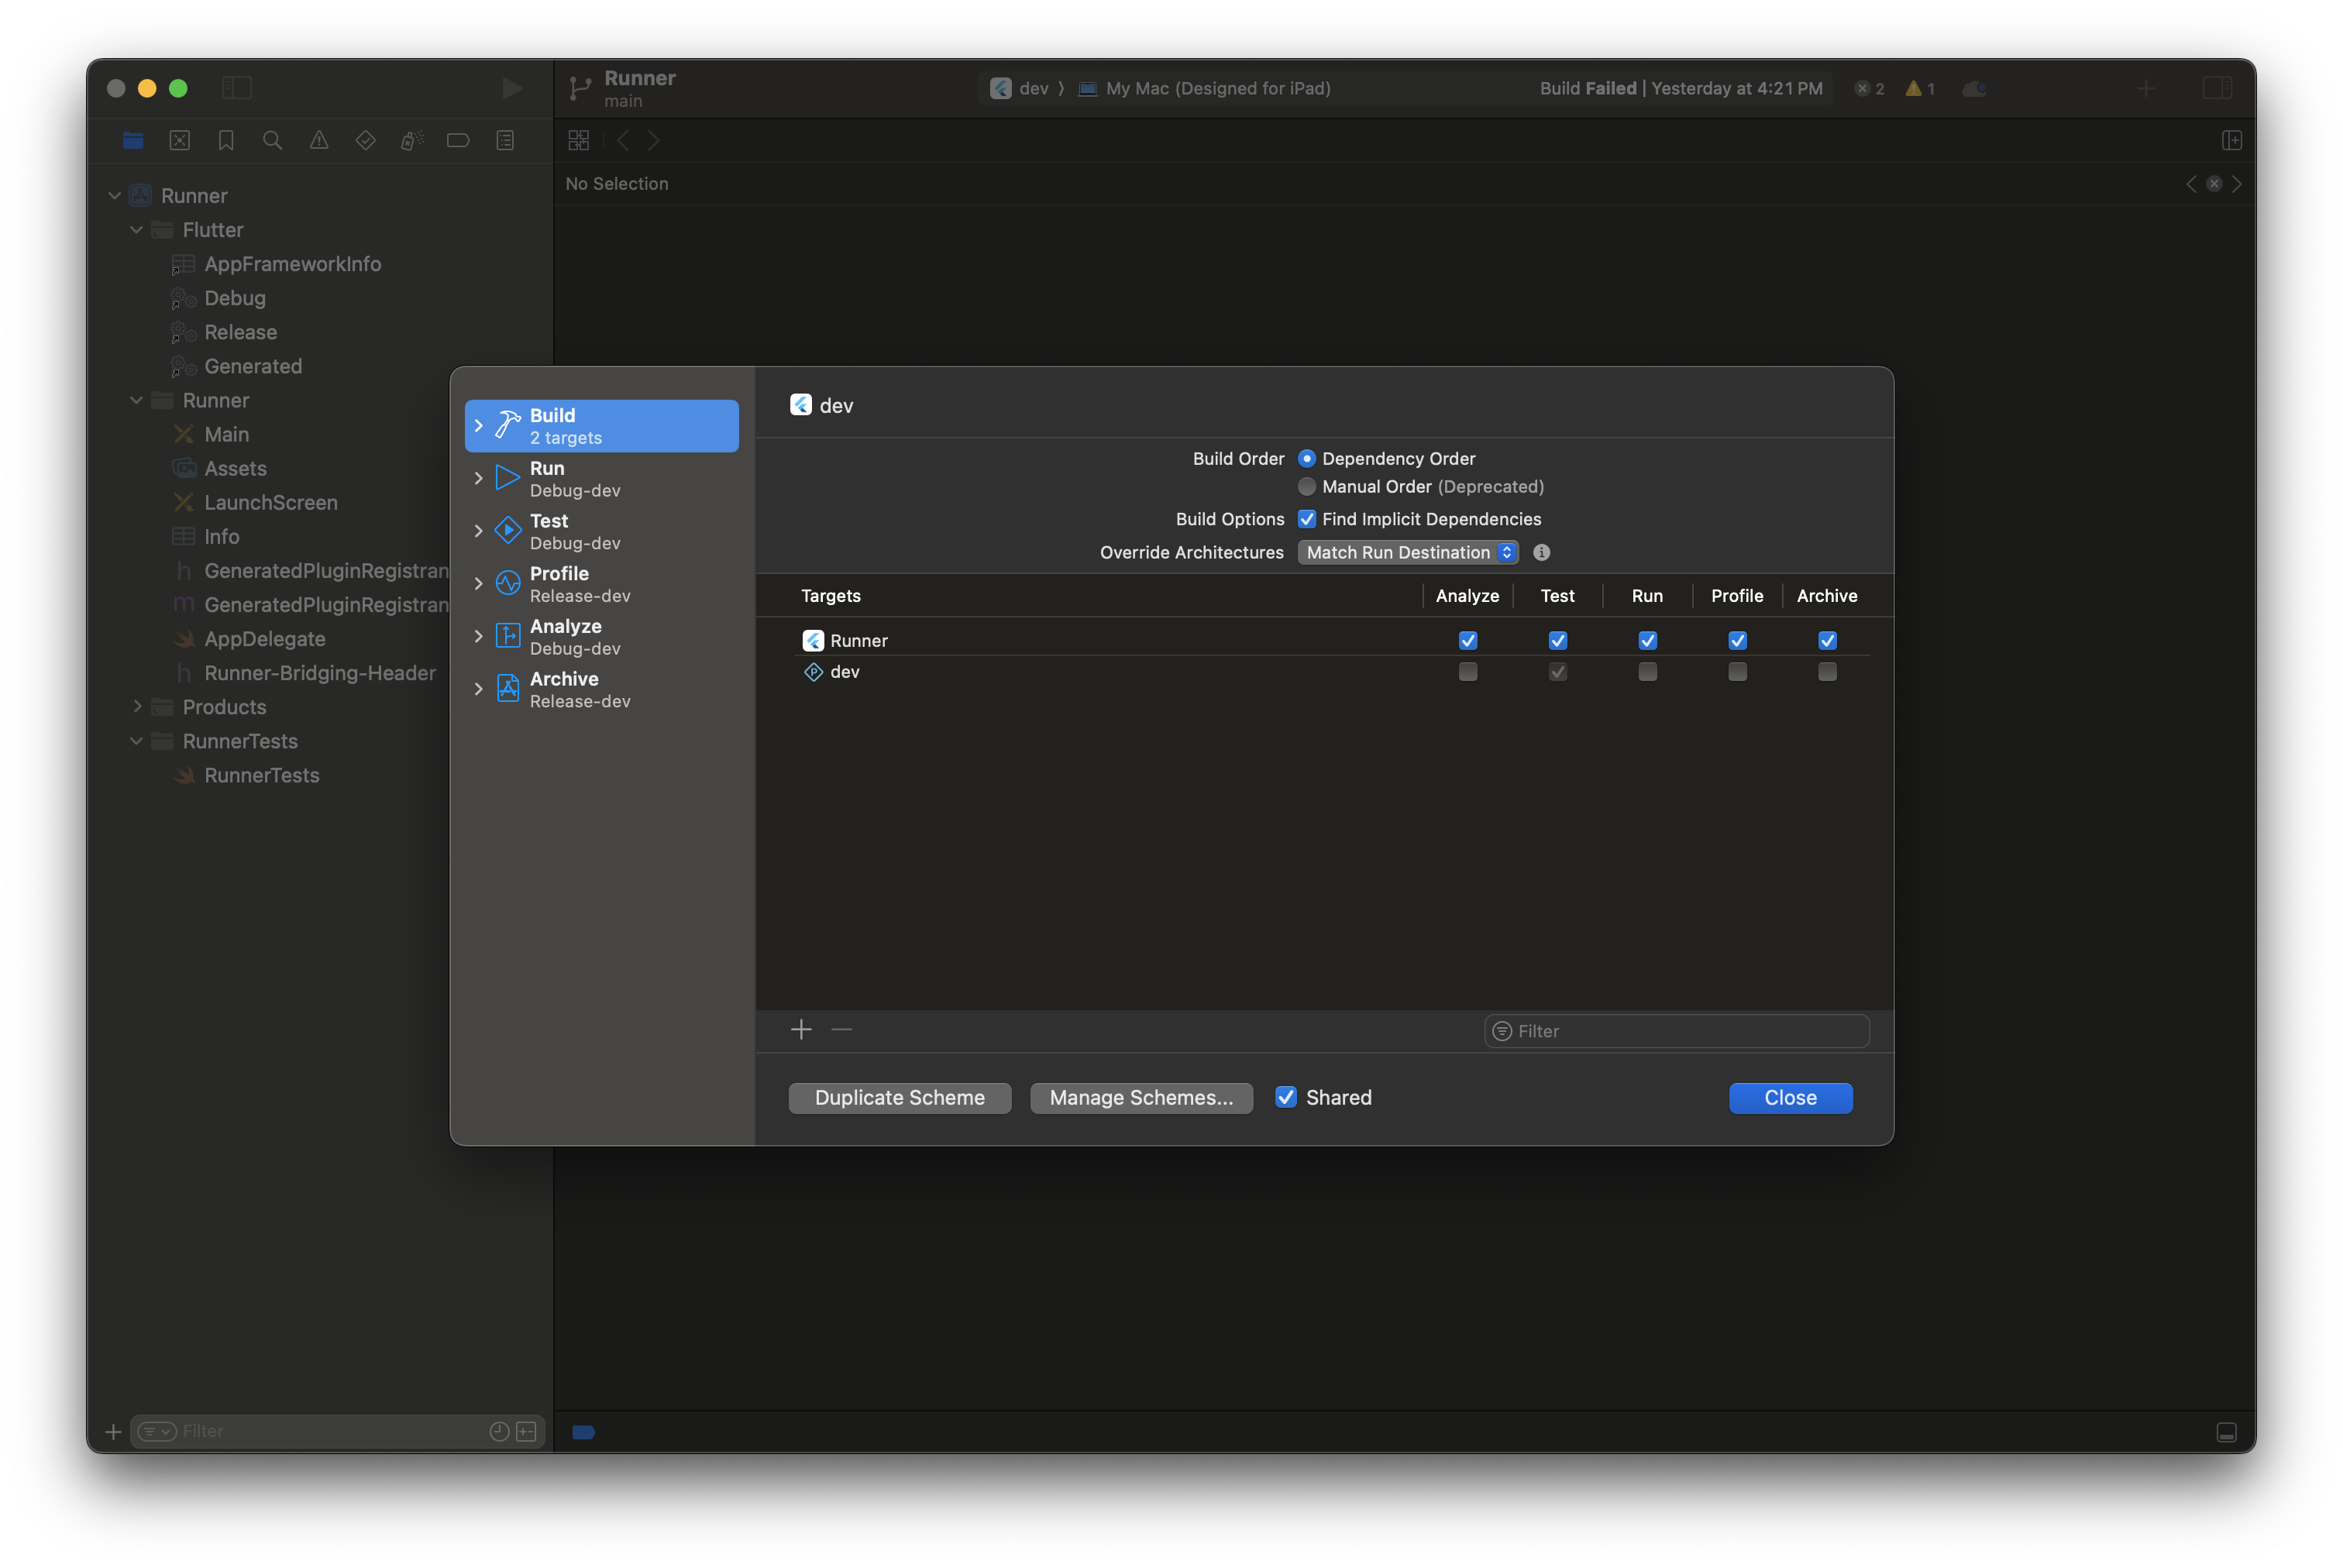 Runner
main
dev
My Mac (Designed for iPad)
Build Failed | Yesterday at 4:21 PM
2
1
No Selection
Runner
Flutter
AppFrameworkInfo
Debug
Release
Generated
Runner
Main
Assets
LaunchScreen
Info
GeneratedPluginRegistran
GeneratedPluginRegistran
AppDelegate
Runner-Bridging-Header
Products
RunnerTests
RunnerTests
Filter
Build
2 targets
Run
Debug-dev
Test
Debug-dev
Profile
Release-dev
Analyze
Debug-dev
Archive
Release-dev
dev
Build Order
Dependency Order
Manual Order (Deprecated)
Build Options
Find Implicit Dependencies
Override Architectures
Match Run Destination
Targets
Analyze
Test
Run
Profile
Archive
Runner
dev
Filter
Duplicate Scheme
Manage Schemes...
Shared
Close